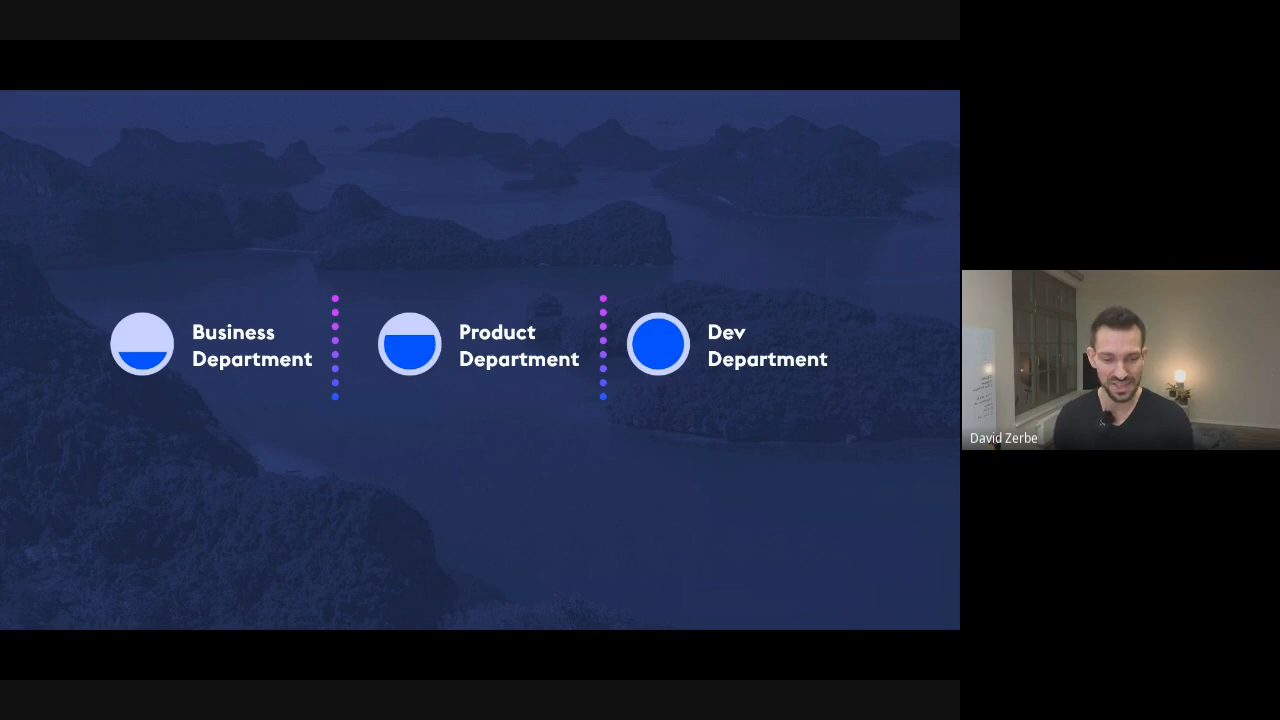 Business
Department
Product
Department
Dev
Department
David Zerbe